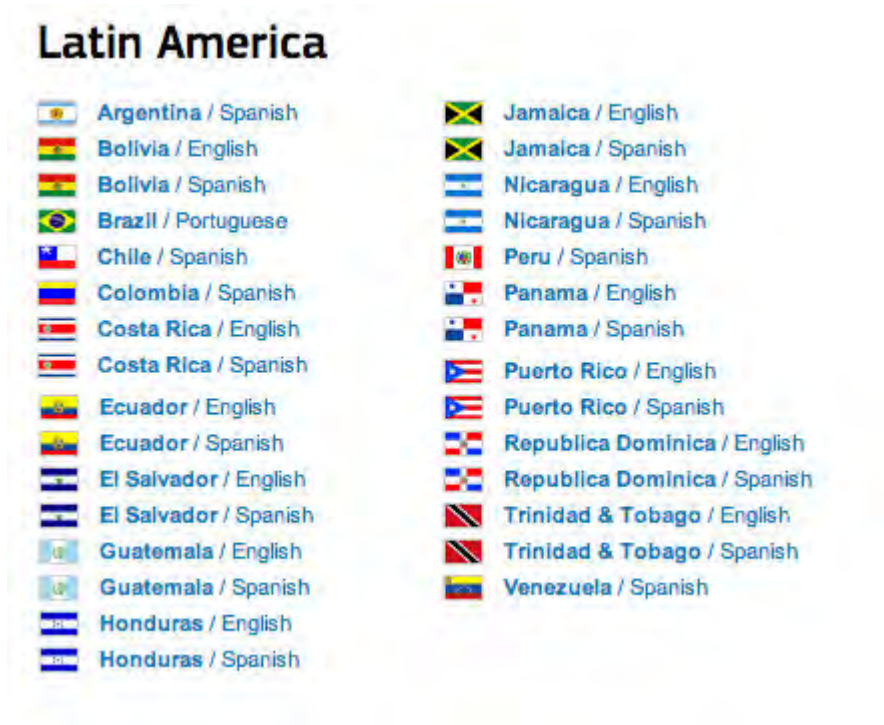 Latin America
Argentina / Spanish
Bolivia / English
Bolivia / Spanish
Brazil / Portuguese
Chile / Spanish
Colombia / Spanish
Costa Rica / English
Costa Rica / Spanish
Ecuador / English
Ecuador / Spanish
El Salvador / English
El Salvador / Spanish
Guatemala / English
Guatemala / Spanish
Honduras / English
Honduras / Spanish
Jamaica / English
Jamaica / Spanish
Nicaragua / English
Nicaragua / Spanish
Peru / Spanish
Panama / English
Panama / Spanish
Puerto Rico / English
Puerto Rico / Spanish
Republica Dominica / English
Republica Dominica / Spanish
Trinidad & Tobago / English
Trinidad & Tobago / Spanish
Venezuela / Spanish